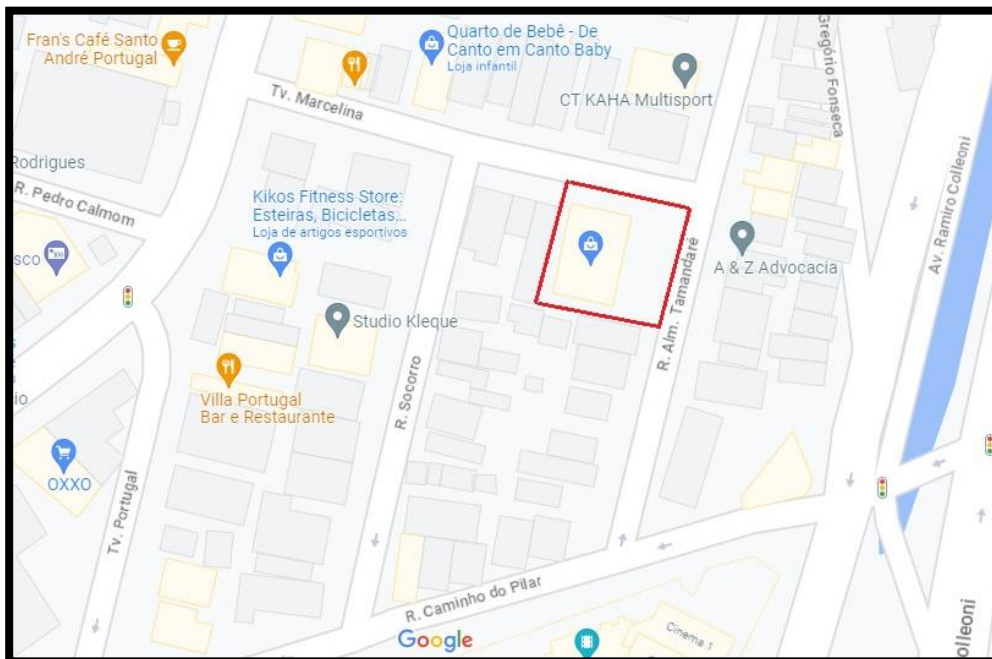 Fran's Café Santo
André Portugal
Quarto de Bebê - De
Canto em Canto Baby
Loja infantil
Tv. Marcelina
CT KAHA Multisport
Gregório Fonseca
Rodrigues
R. Pedro Calmom
Kikos Fitness Store:
Esteiras, Bicicletas...
Loja de artigos esportivos
Av. Ramiro Colleoni
sco
A & Z Advocacia
R. Alm. Tamandaré
Studio Kleque
R. Socorro
io
Villa Portugal
Bar e Restaurante
OXXO
Tv. Portugal
R. Caminho do Pilar
Google
Cinema 1
olleoni